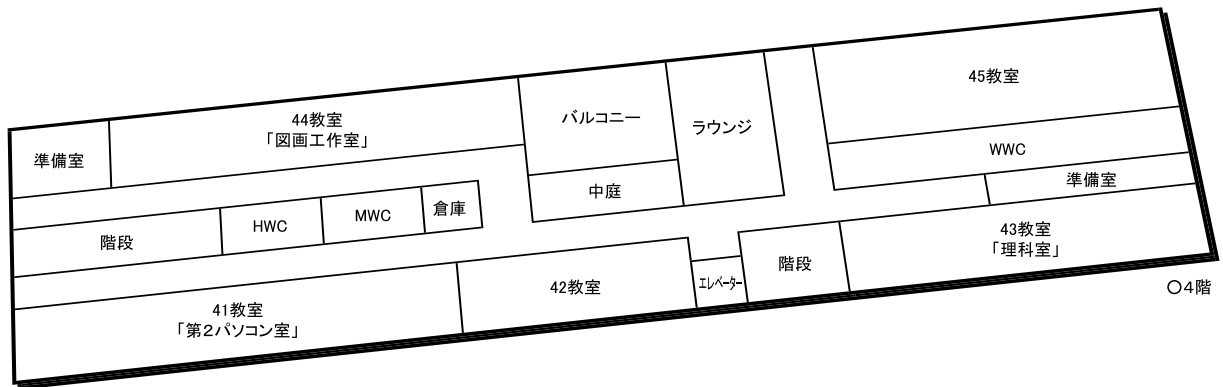 45教室
バルコニー
44教室
「図画工作室」
ラウンジ
準備室
WWC
準備室
中庭
倉庫
MWC
HWC
階段
43教室
「理科室」
階段
エレベーター
42教室
41教室
「第2パソコン室」
○4階